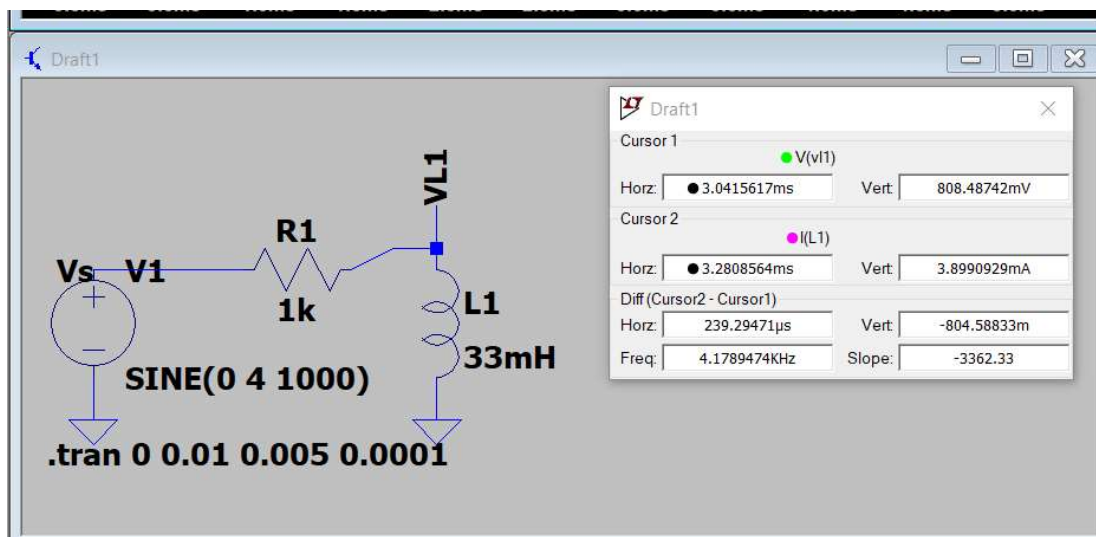 Draft1
VL1
R1
Vs V1
1k
L1
33mH
SINE(0 4 1000)
.tran 0 0.01 0.005 0.0001
Draft1
Cursor 1
V(vl1)
Horz: 3.0415617ms Vert: 808.48742mV
Cursor 2
I(L1)
Horz: 3.2808564ms Vert: 3.8990929mA
Diff (Cursor2 - Cursor1)
Horz: 239.29471µs Vert: -804.58833m
Freq: 4.1789474KHz Slope: -3362.33